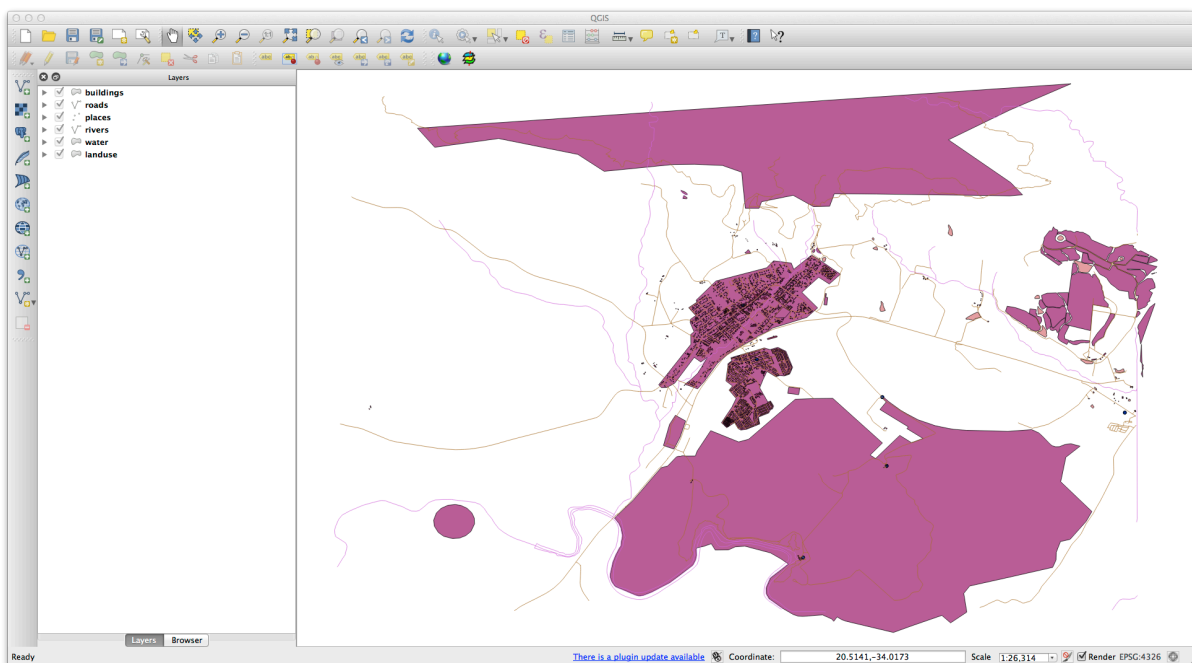 QGIS
Layers
buildings
roads
places
rivers
water
landuse
Layers Browser
Ready There is a plugin update available Coordinate: 20.5141,-34.0173 Scale 1:26,314 Render EPSG:4326